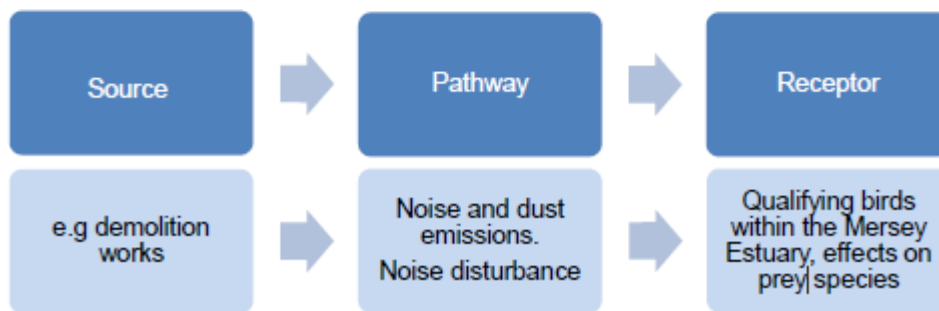 Source
Pathway
Receptor
e.g demolition
works
Noise and dust
emissions.
Noise disturbance
Qualifying birds
within the Mersey
Estuary, effects on
prey species